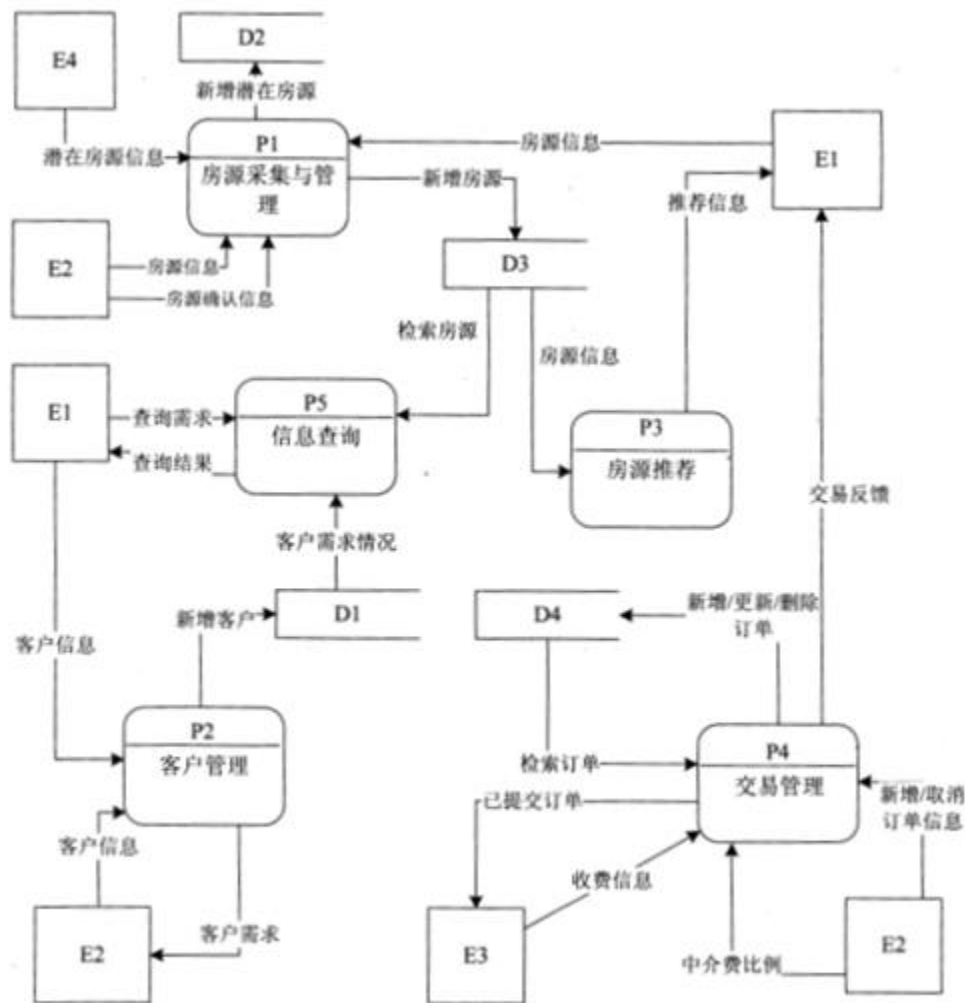 E4
D2
新增潜在房源
潜在房源信息
P1
房源采集与管
理
房源信息
E1
新增房源
推荐信息
E2
房源信息
房源确认信息
D3
检索房源
房源信息
E1
查询需求
查询结果
P5
信息查询
P3
房源推荐
交易反馈
客户需求情况
新增客户
D1
D4
新增/更新/删除
订单
客户信息
P2
客户管理
检索订单
已提交订单
P4
交易管理
新增/取消
订单信息
客户信息
收费信息
E2
客户需求
E3
中介费比例
E2